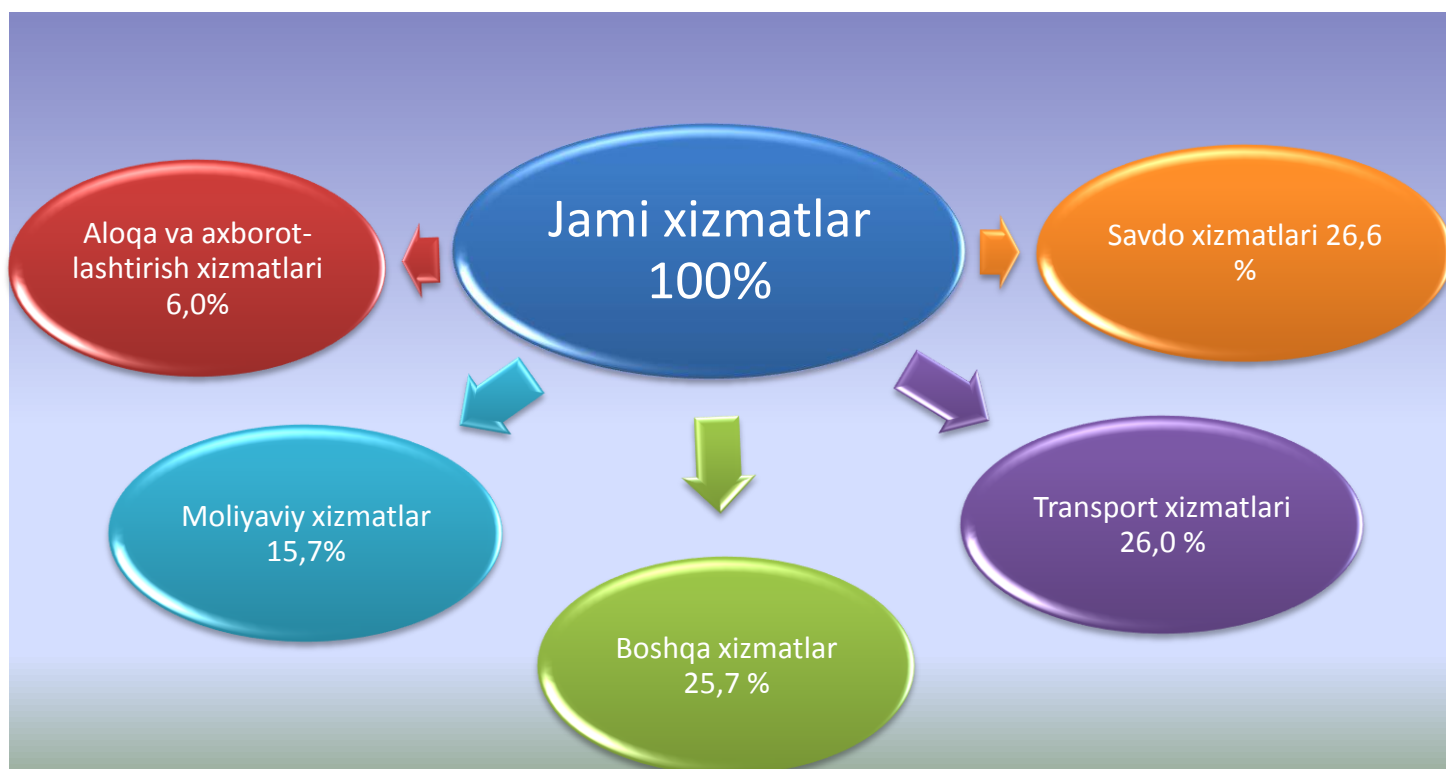 Jami xizmatlar
100%
Aloqa va axborot-
lashtirish xizmatlari
6,0%
Savdo xizmatlari 26,6
%
Moliyaviy xizmatlar
15,7%
Transport xizmatlari
26,0 %
Boshqa xizmatlar
25,7 %